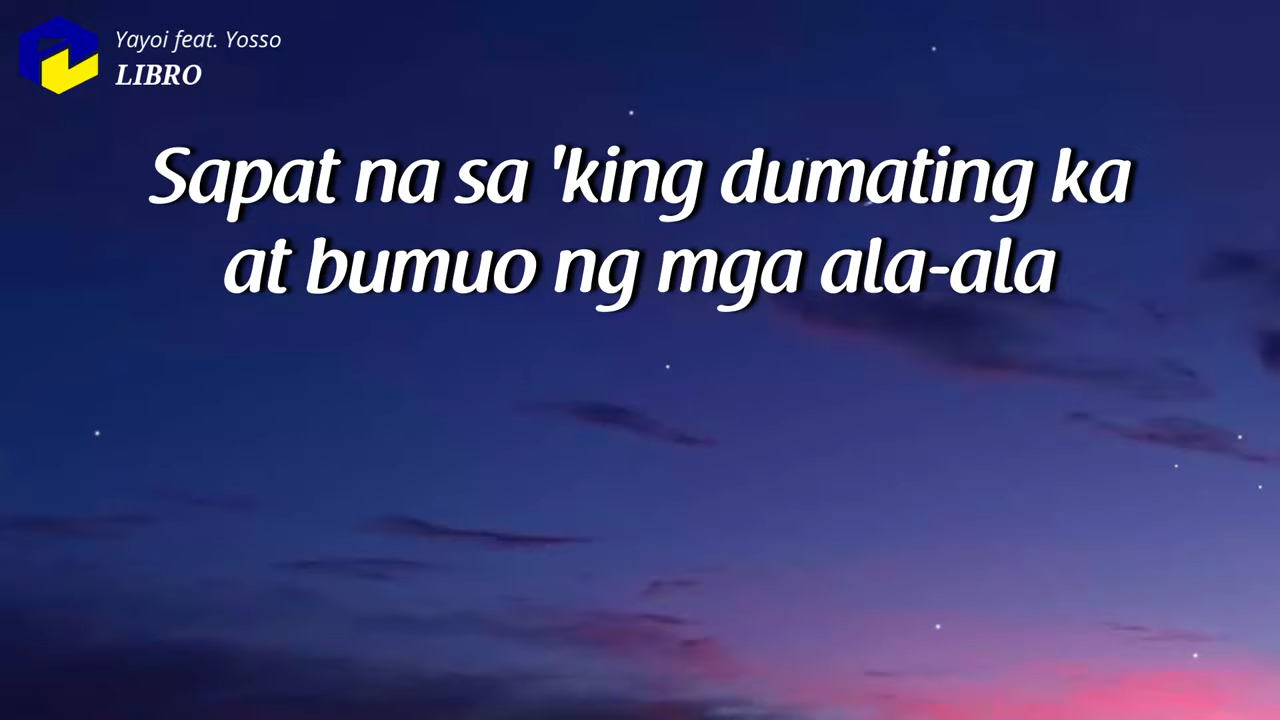 Yayoi feat. Yosso
LIBRO
Sapat na sa 'king dumating ka
at bumuo ng mga ala-ala